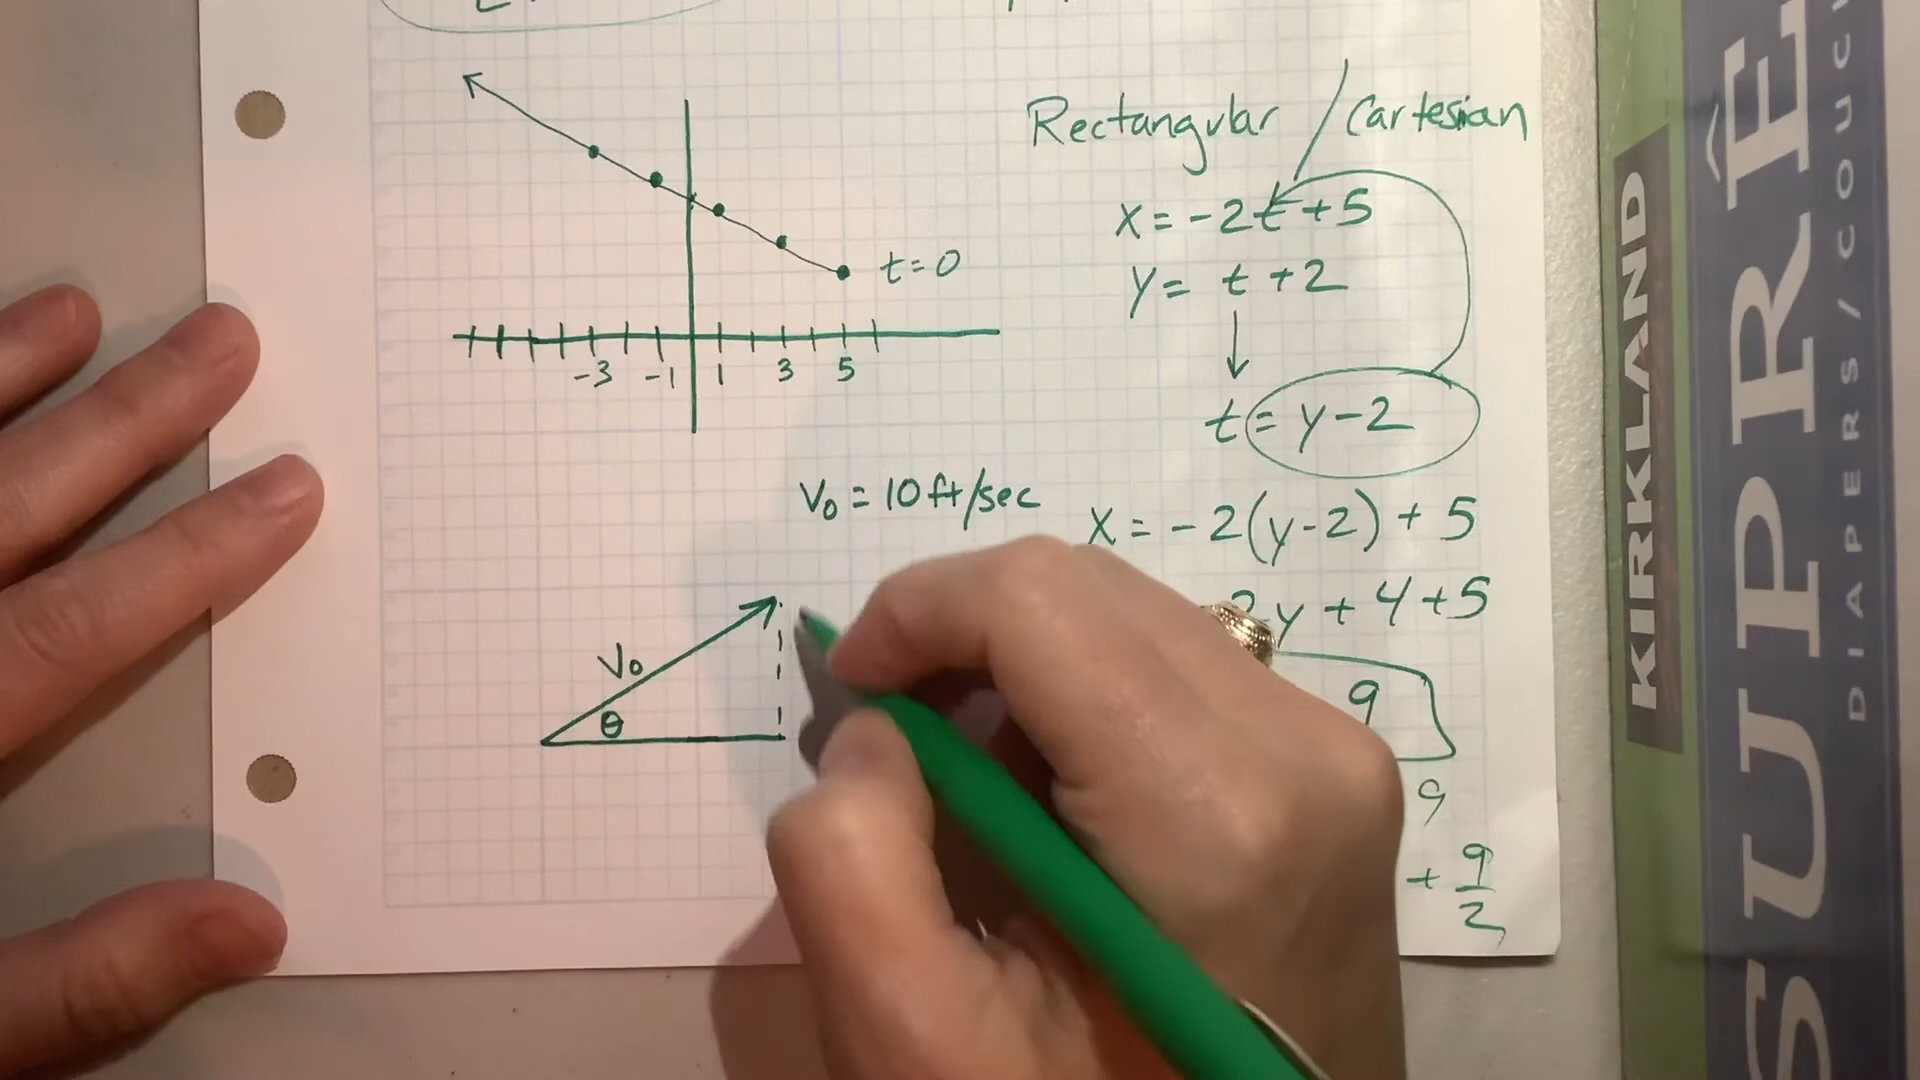 Rectangular / Cartesian
x = -2t + 5
y = t + 2
t = y - 2
x = -2(y-2) + 5
2y + 4 + 5
9
9
+ 9/2
t = 0
-3 -1 1 3 5
V₀ = 10 ft/sec
V₀
θ
KIRKLAND
SUPRÊ
DIAPERS/COUC